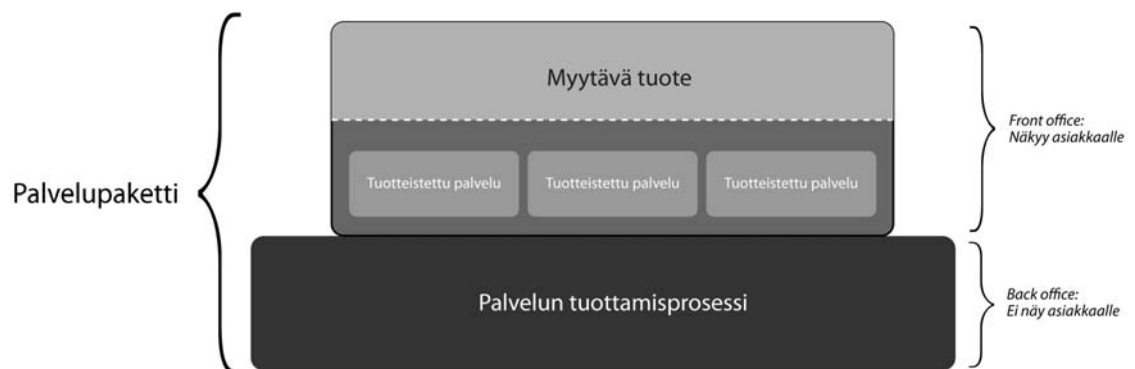 Myytävä tuote
Front office:
Näkyy asiakkaalle
Tuotteistettu palvelu
Tuotteistettu palvelu
Tuotteistettu palvelu
Palvelupaketti
Palvelun tuottamisprosessi
Back office:
Ei näy asiakkaalle